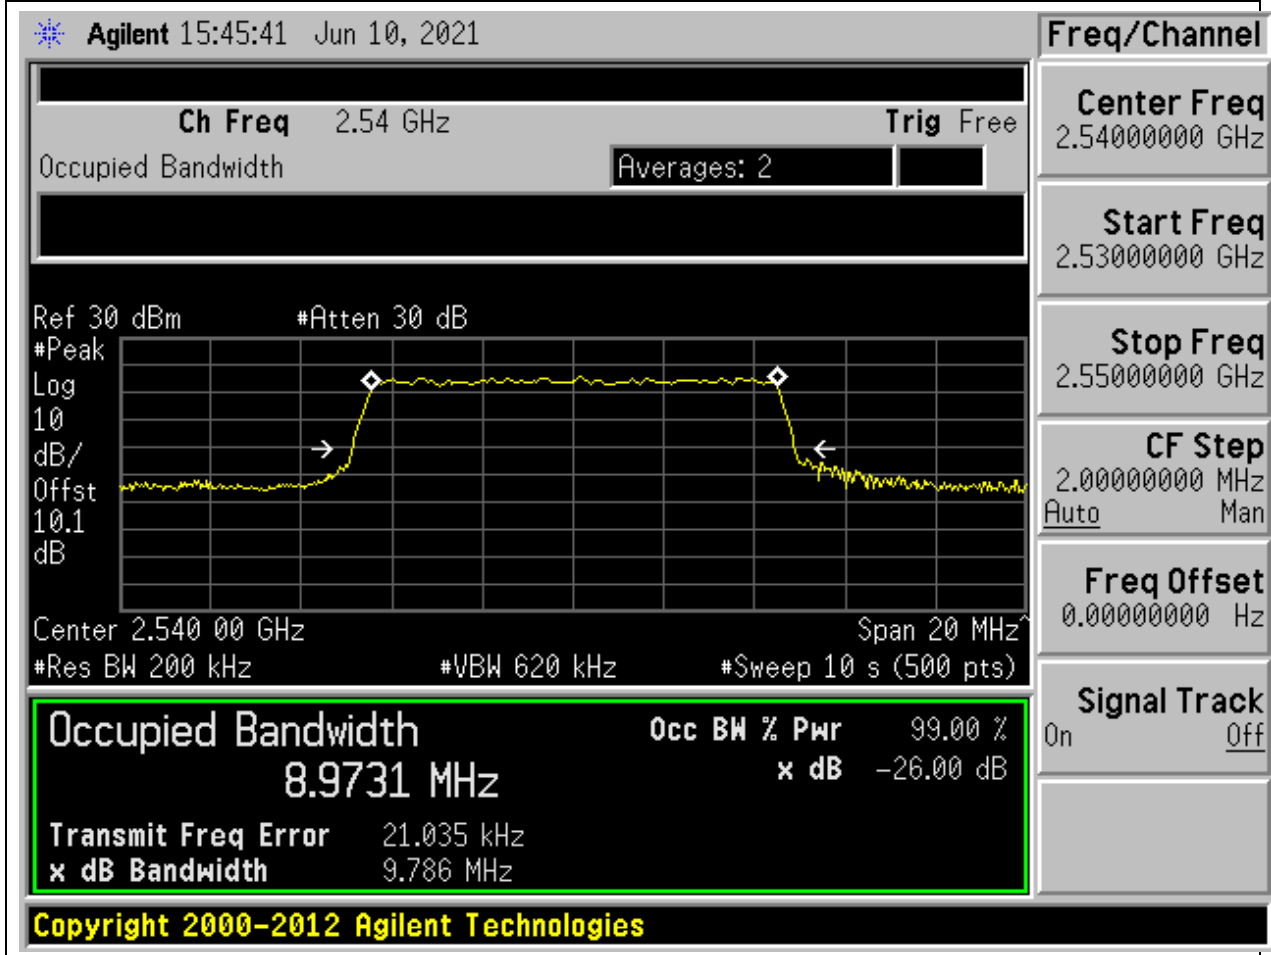 Agilent 15:45:41 Jun 10, 2021
Freq/Channel
Ch Freq 2.54 GHz Trig Free
Occupied Bandwidth Averages: 2
Ref 30 dBm #Atten 30 dB
#Peak
Log
10
dB/
Offst
10.1
dB
Center 2.540 00 GHz Span 20 MHz^
#Res BW 200 kHz #VBW 620 kHz #Sweep 10 s (500 pts)
Occupied Bandwidth Occ BW % Pwr 99.00 %
8.9731 MHz x dB -26.00 dB
Transmit Freq Error 21.035 kHz
x dB Bandwidth 9.786 MHz
Copyright 2000-2012 Agilent Technologies
Center Freq
2.54000000 GHz
Start Freq
2.53000000 GHz
Stop Freq
2.55000000 GHz
CF Step
2.00000000 MHz
Auto Man
Freq Offset
0.00000000 Hz
Signal Track
On Off